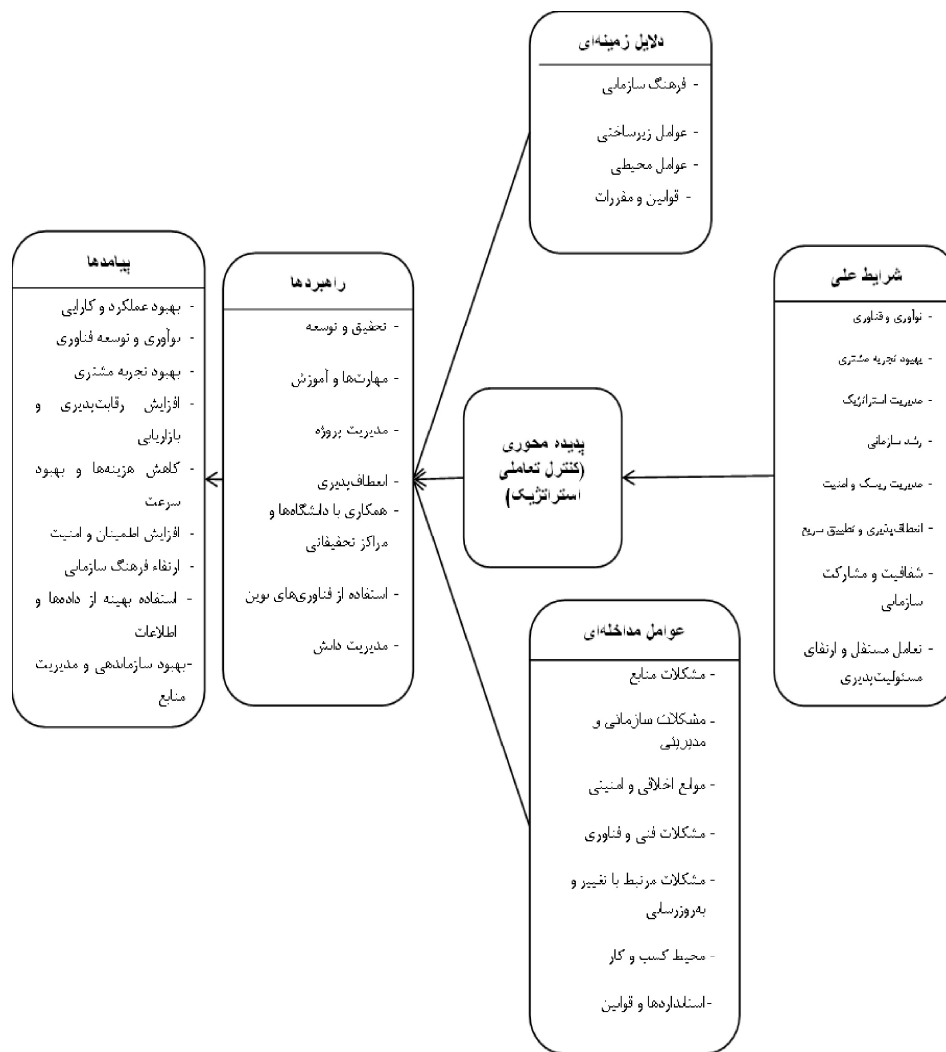 دلایل زمینه‌ای
- فرهنگ سازمانی
- عوامل زیرساختی
- عوامل محیطی
- قوانین و مقررات
شرایط علی
- نوآوری و فناوری
- بهبود تجربه مشتری
- مدیریت استراتژیک
- رشد سازمانی
- مدیریت ریسک و امنیت
- انعطاف‌پذیری و تطبیق سریع
- شفافیت و مشارکت
سازمانی
- تعامل مستقل و ارتقای
مسئولیت‌پذیری
پدیده محوری
(کنترل تعاملی
استراتژیک)
عوامل مداخله‌ای
- مشکلات منابع
- مشکلات سازمانی و
مدیریتی
- موانع اخلاقی و امنیتی
- مشکلات فنی و فناوری
- مشکلات مرتبط با تغییر و
به‌روزرسانی
- محیط کسب و کار
- استانداردها و قوانین
راهبردها
- تحقیق و توسعه
- مهارت‌ها و آموزش
- مدیریت پروژه
- انعطاف‌پذیری
- همکاری با دانشگاه‌ها و
مراکز تحقیقاتی
- استفاده از فناوری‌های نوین
- مدیریت دانش
پیامدها
- بهبود عملکرد و کارایی
- نوآوری و توسعه فناوری
- بهبود تجربه مشتری
- افزایش رقابت‌پذیری و
بازاریابی
- کاهش هزینه‌ها و بهبود
سرعت
- افزایش اطمینان و امنیت
- ارتقاء فرهنگ سازمانی
- استفاده بهینه از داده‌ها و
اطلاعات
-بهبود سازماندهی و مدیریت
منابع